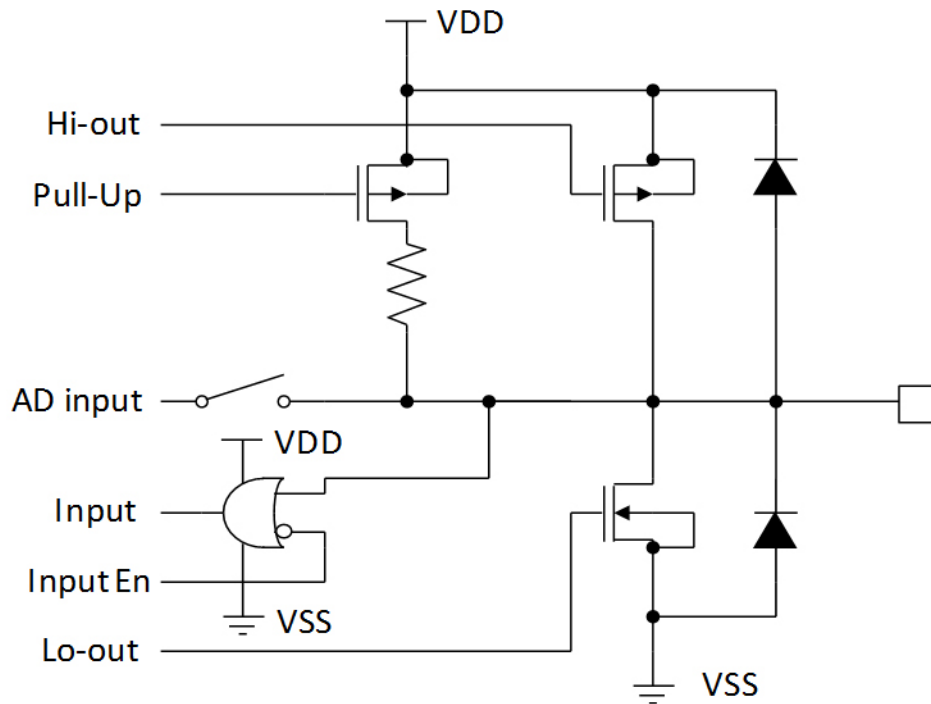 VDD
Hi-out
Pull-Up
AD input
VDD
Input
Input En
VSS
Lo-out
VSS